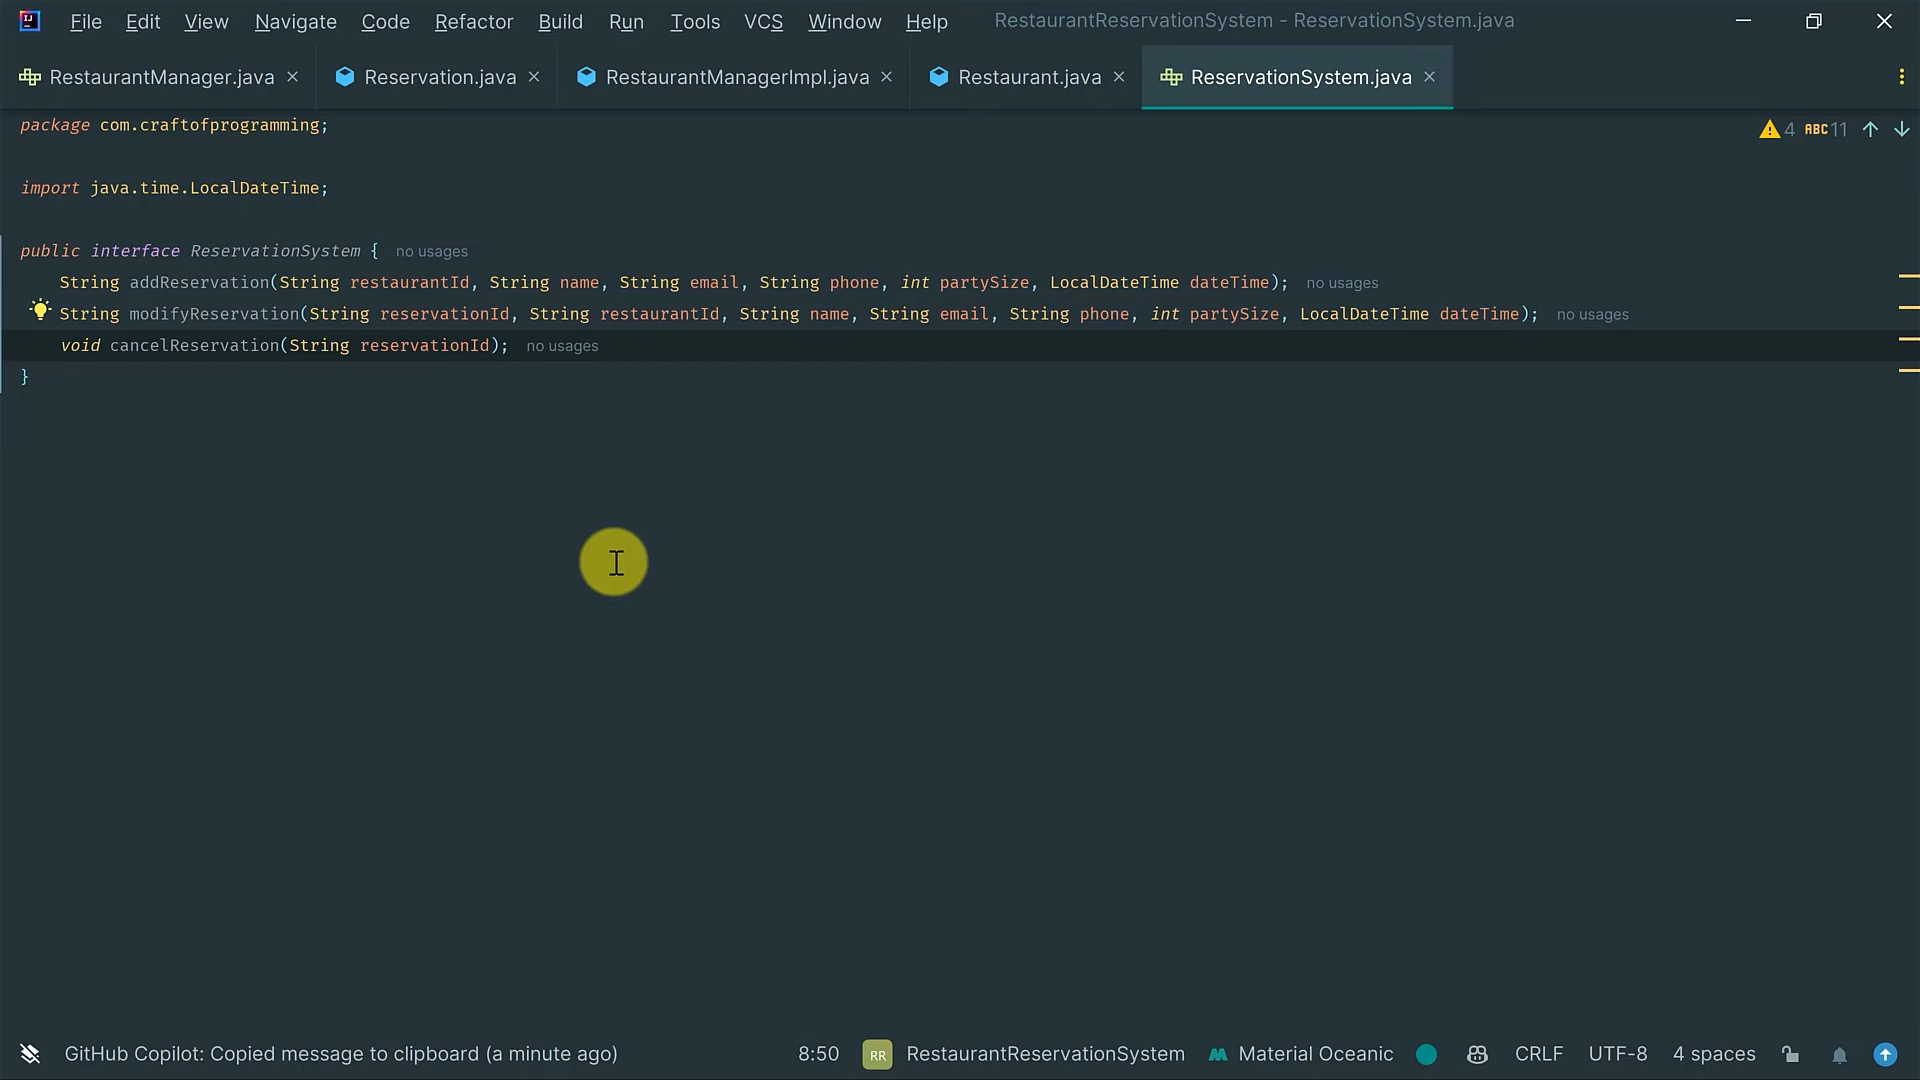 File Edit View Navigate Code Refactor Build Run Tools VCS Window Help RestaurantReservationSystem - ReservationSystem.java
RestaurantManager.java Reservation.java RestaurantManagerImpl.java Restaurant.java ReservationSystem.java
package com.craftofprogramming;
4 ABC 11
import java.time.LocalDateTime;
public interface ReservationSystem { no usages
String addReservation(String restaurantId, String name, String email, String phone, int partySize, LocalDateTime dateTime); no usages
String modifyReservation(String reservationId, String restaurantId, String name, String email, String phone, int partySize, LocalDateTime dateTime); no usages
void cancelReservation(String reservationId); no usages
}
GitHub Copilot: Copied message to clipboard (a minute ago) 8:50 RR RestaurantReservationSystem Material Oceanic CRLF UTF-8 4 spaces